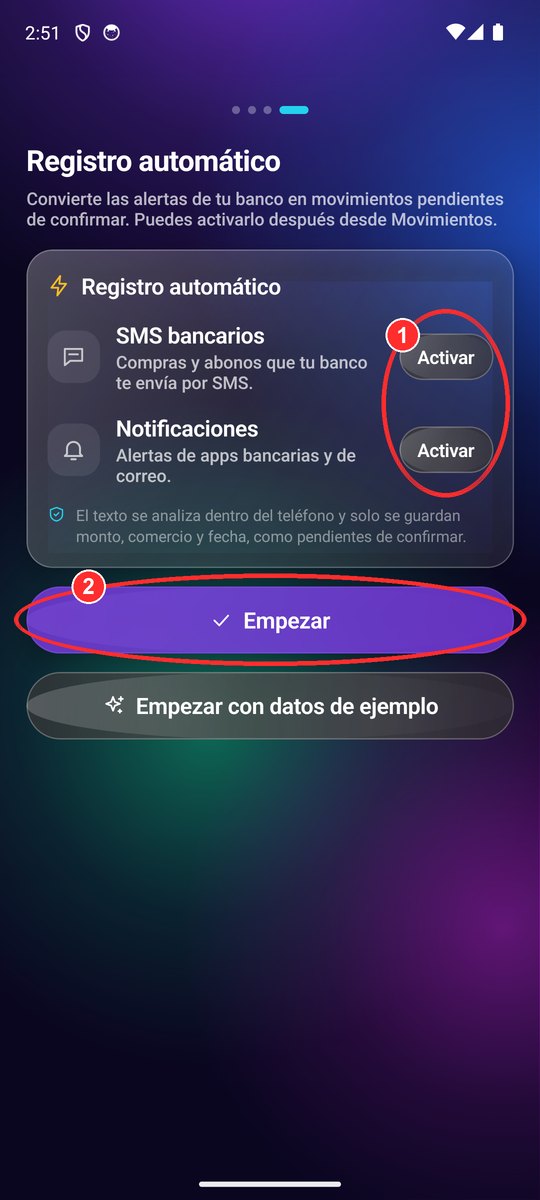 2:51
Registro automático
Convierte las alertas de tu banco en movimientos pendientes
de confirmar. Puedes activarlo después desde Movimientos.
Registro automático
SMS bancarios
Compras y abonos que tu banco
te envía por SMS.
1
Activar
Notificaciones
Alertas de apps bancarias y de
correo.
Activar
El texto se analiza dentro del teléfono y solo se guardan
monto, comercio y fecha, como pendientes de confirmar.
2
Empezar
Empezar con datos de ejemplo